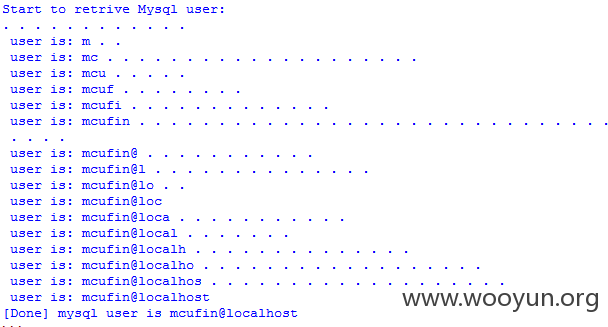 Start to retrive Mysql user:
. . . . . . . . . . . .
user is: m . .
user is: mc . . . . . . . . . . . . . . . . . . . .
user is: mcu . . . . .
user is: mcuf . . . . . . . .
user is: mcufi . . . . . . . . . . . . .
user is: mcufin . . . . . . . . . . . . . . . . . . . . . . . . . . . . . .
. . . .
user is: mcufin@ . . . . . . . . . . .
user is: mcufin@l . . . . . . . . . . . . . .
user is: mcufin@lo . .
user is: mcufin@loc
user is: mcufin@loca . . . . . . . . . . .
user is: mcufin@local . . . . . . .
user is: mcufin@localh . . . . . . . . . . . . . .
user is: mcufin@localho . . . . . . . . . . . . . . . . . .
user is: mcufin@localhos . . . . . . . . . . . . . . . . . . .
user is: mcufin@localhost
[Done] mysql user is mcufin@localhost
www.wooyun.org